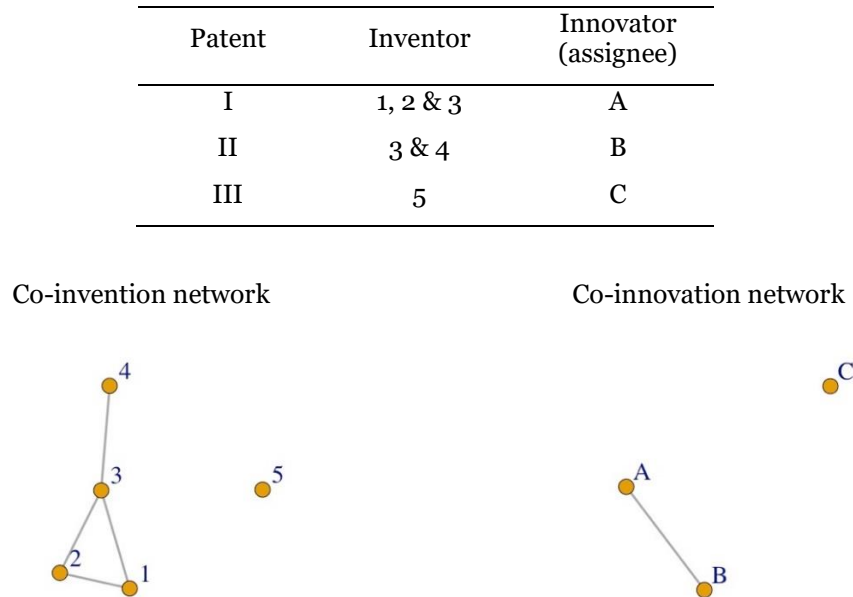 Patent Inventor Innovator
(assignee)
I 1, 2 & 3 A
II 3 & 4 B
III 5 C
Co-invention network Co-innovation network
4
3
5
2
1
C
A
B